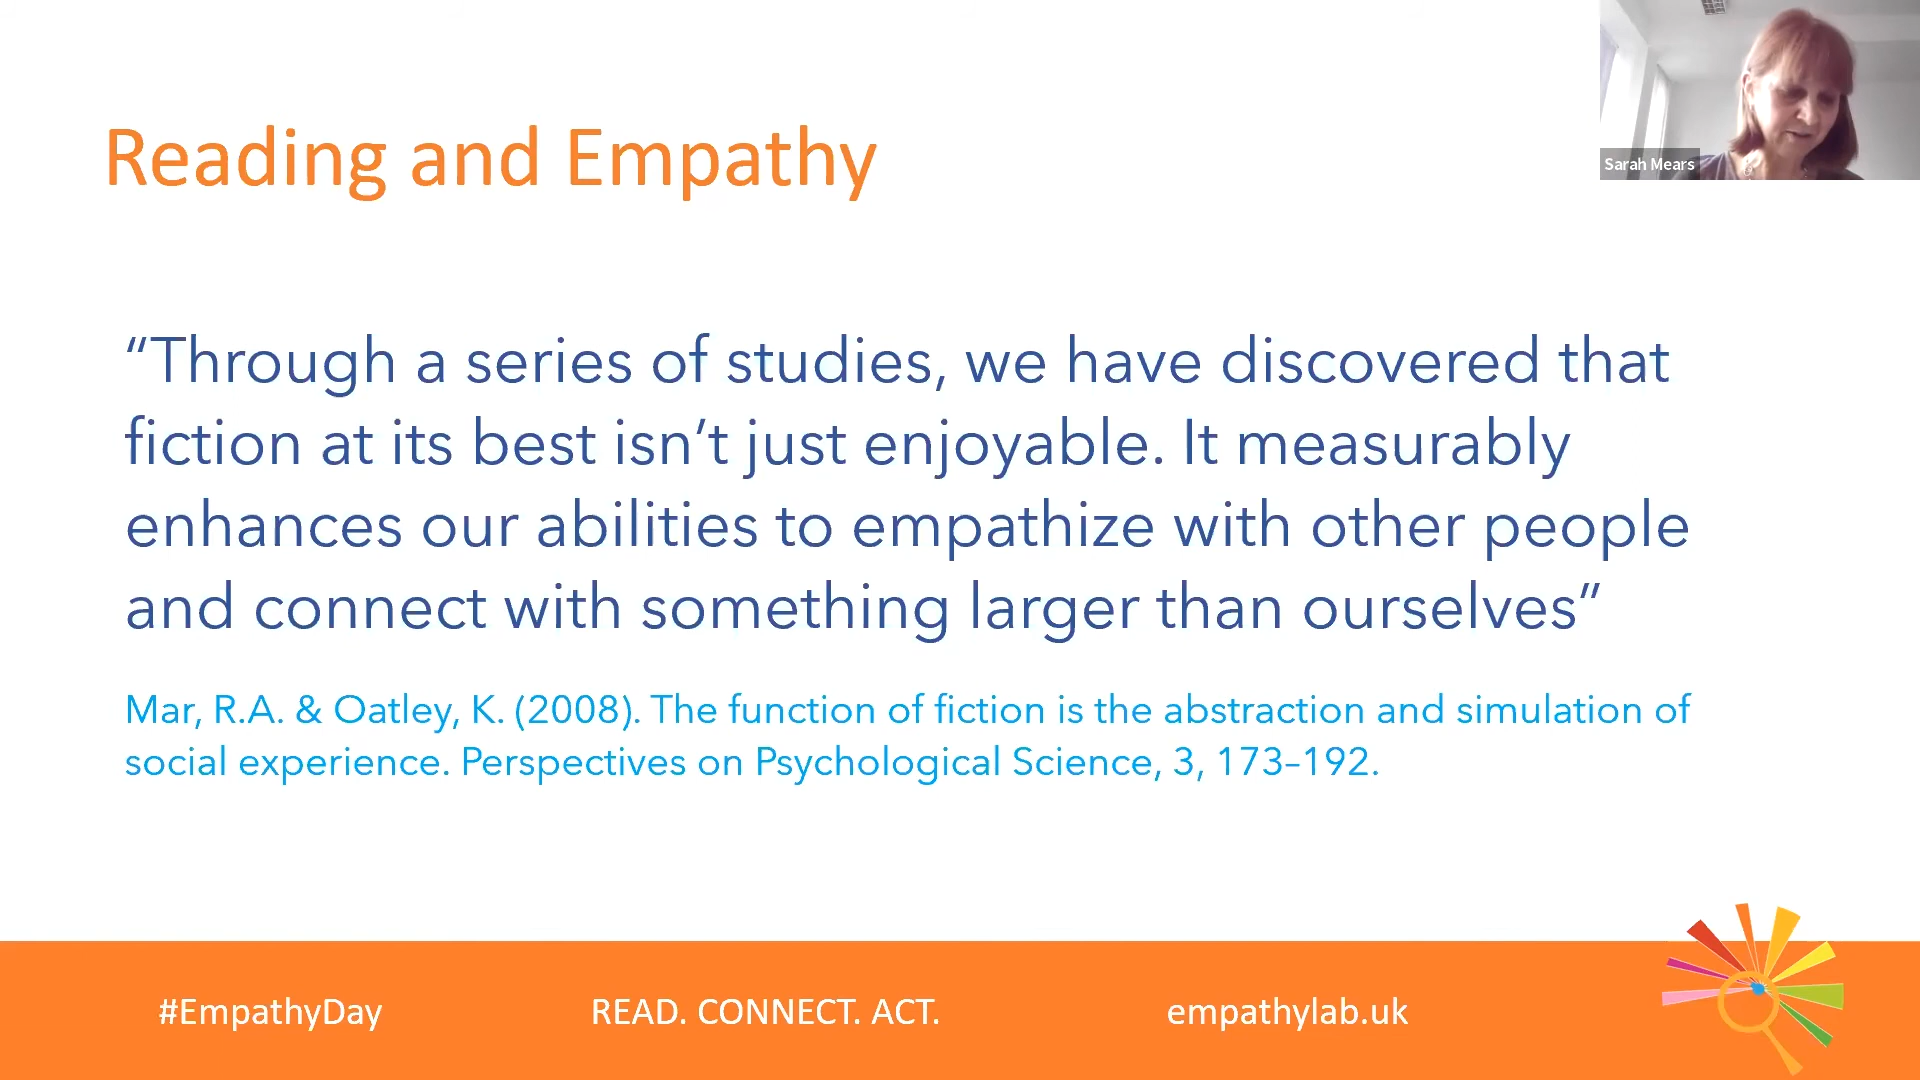 Reading and Empathy
Sarah Mears
“Through a series of studies, we have discovered that
fiction at its best isn’t just enjoyable. It measurably
enhances our abilities to empathize with other people
and connect with something larger than ourselves”
Mar, R.A. & Oatley, K. (2008). The function of fiction is the abstraction and simulation of
social experience. Perspectives on Psychological Science, 3, 173–192.
#EmpathyDay
READ. CONNECT. ACT.
empathylab.uk